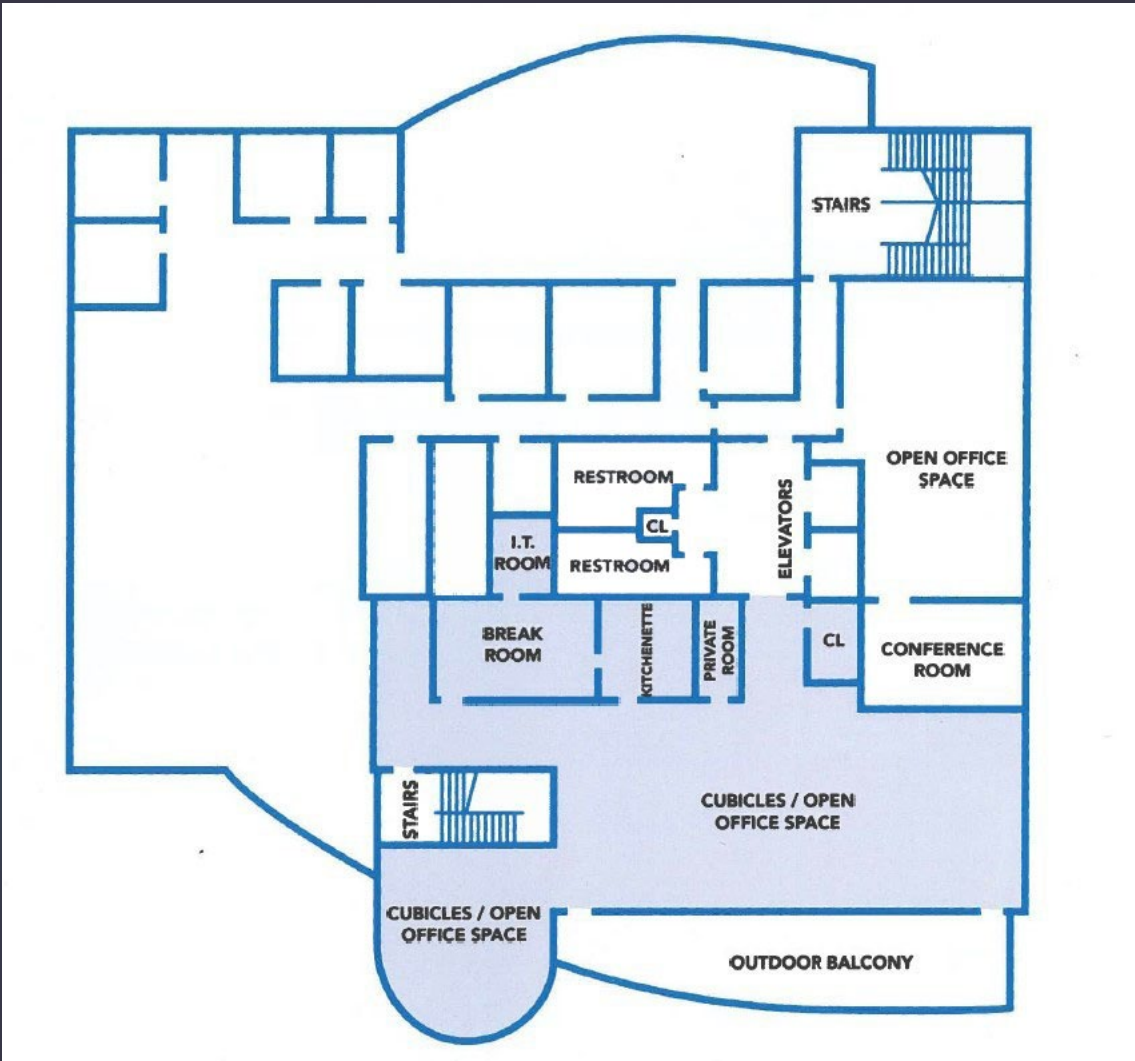 STAIRS
OPEN OFFICE
SPACE
RESTROOM
CL
RESTROOM
ELEVATORS
I.T.
ROOM
BREAK
ROOM
KITCHENETTE
PRIVATE
ROOM
CL
CONFERENCE
ROOM
STAIRS
CUBICLES / OPEN
OFFICE SPACE
CUBICLES / OPEN
OFFICE SPACE
OUTDOOR BALCONY